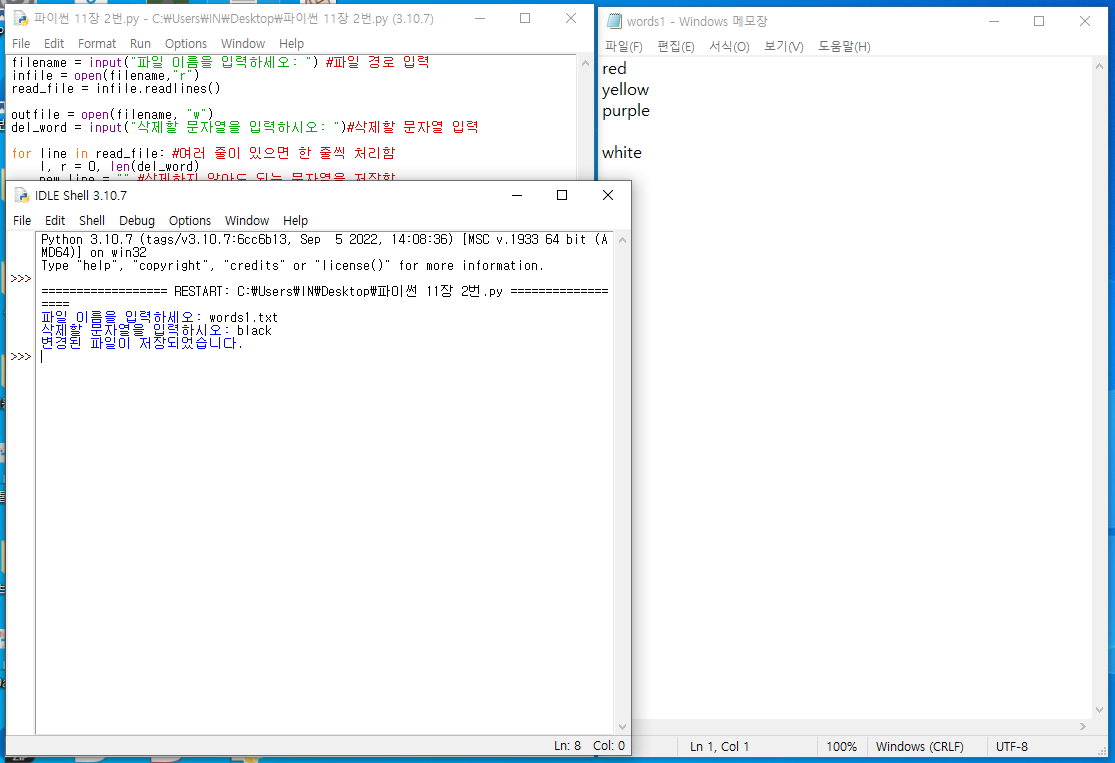 파이썬 11장 2번.py - C:₩Users₩IN₩Desktop₩파이썬 11장 2번.py (3.10.7)
File Edit Format Run Options Window Help
filename = input("파일 이름을 입력하세오: ") #파일 경로 입력
infile = open(filename,"r")
read_file = infile.readlines()
outfile = open(filename, "w")
del_word = input("삭제할 문자열을 입력하시오: ")#삭제할 문자열 입력
for line in read_file: #여러 줄이 있으면 한 줄씩 처리함
l, r = 0, len(del_word)
new_line = "" #삭제하지 않아도 되는 문자열을 저장함
IDLE Shell 3.10.7
File Edit Shell Debug Options Window Help
Python 3.10.7 (tags/v3.10.7:6cc6b13, Sep  5 2022, 14:08:36) [MSC v.1933 64 bit (A
MD64)] on win32
Type "help", "copyright", "credits" or "license()" for more information.
>>>
================== RESTART: C:₩Users₩IN₩Desktop₩파이썬 11장 2번.py ==============
====
파일 이름을 입력하세오: words1.txt
삭제할 문자열을 입력하시오: black
변경된 파일이 저장되었습니다.
>>>
Ln: 8 Col: 0
words1 - Windows 메모장
파일(F) 편집(E) 서식(O) 보기(V) 도움말(H)
red
yellow
purple
white
Ln 1, Col 1 100% Windows (CRLF) UTF-8